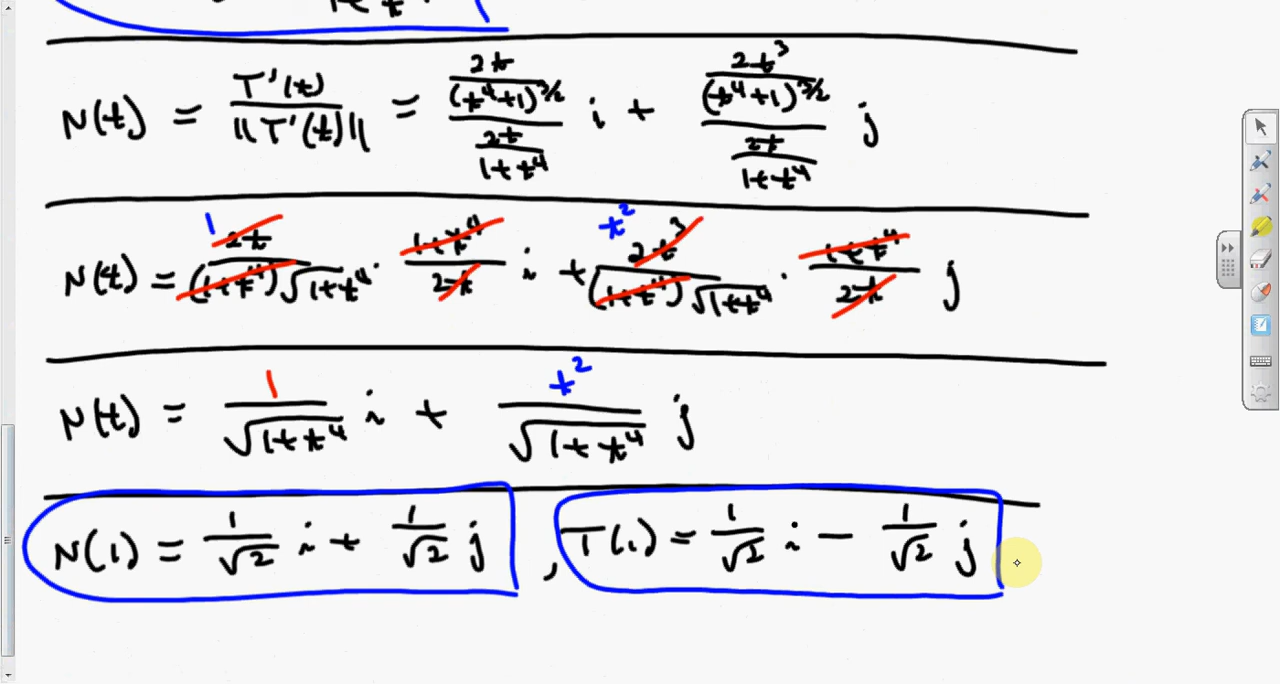 1+t⁴
N(t) = T'(t)/||T'(t)|| = (2t/(t⁴+1)^(3/2))/(2t/(1+t⁴)) i + (2t³/(t⁴+1)^(3/2))/(2t/(1+t⁴)) j
1 t²
N(t) = 2t/((1+t⁴)√(1+t⁴)) · (1+t⁴)/(2t) i + 2t³/((1+t⁴)√(1+t⁴)) · (1+t⁴)/(2t) j
N(t) = 1/√(1+t⁴) i + t²/√(1+t⁴) j
N(1) = 1/√2 i + 1/√2 j , T(1) = 1/√2 i − 1/√2 j